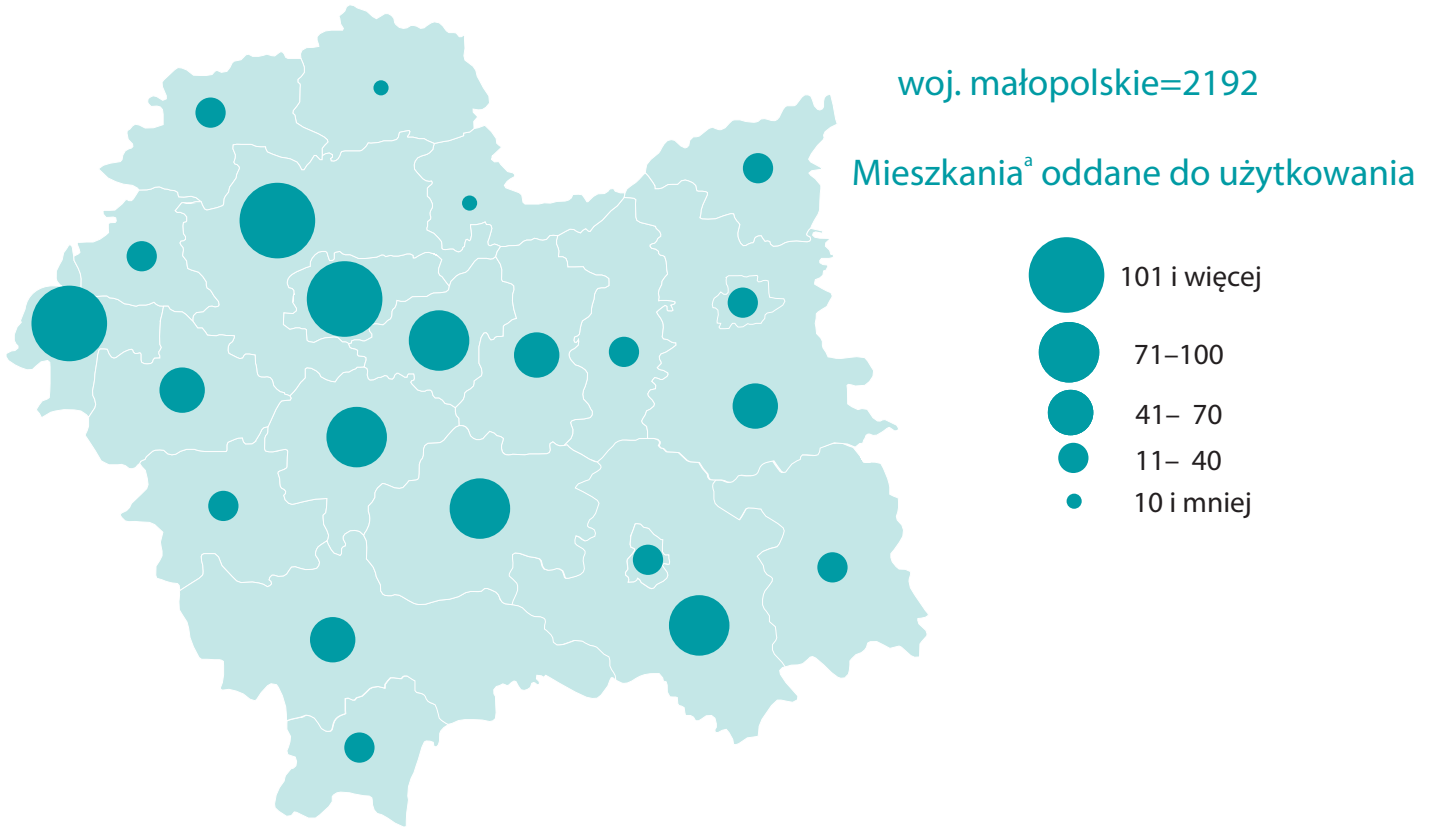 woj. małopolskie=2192
Mieszkaniaᵃ oddane do użytkowania
101 i więcej
71–100
41– 70
11– 40
10 i mniej